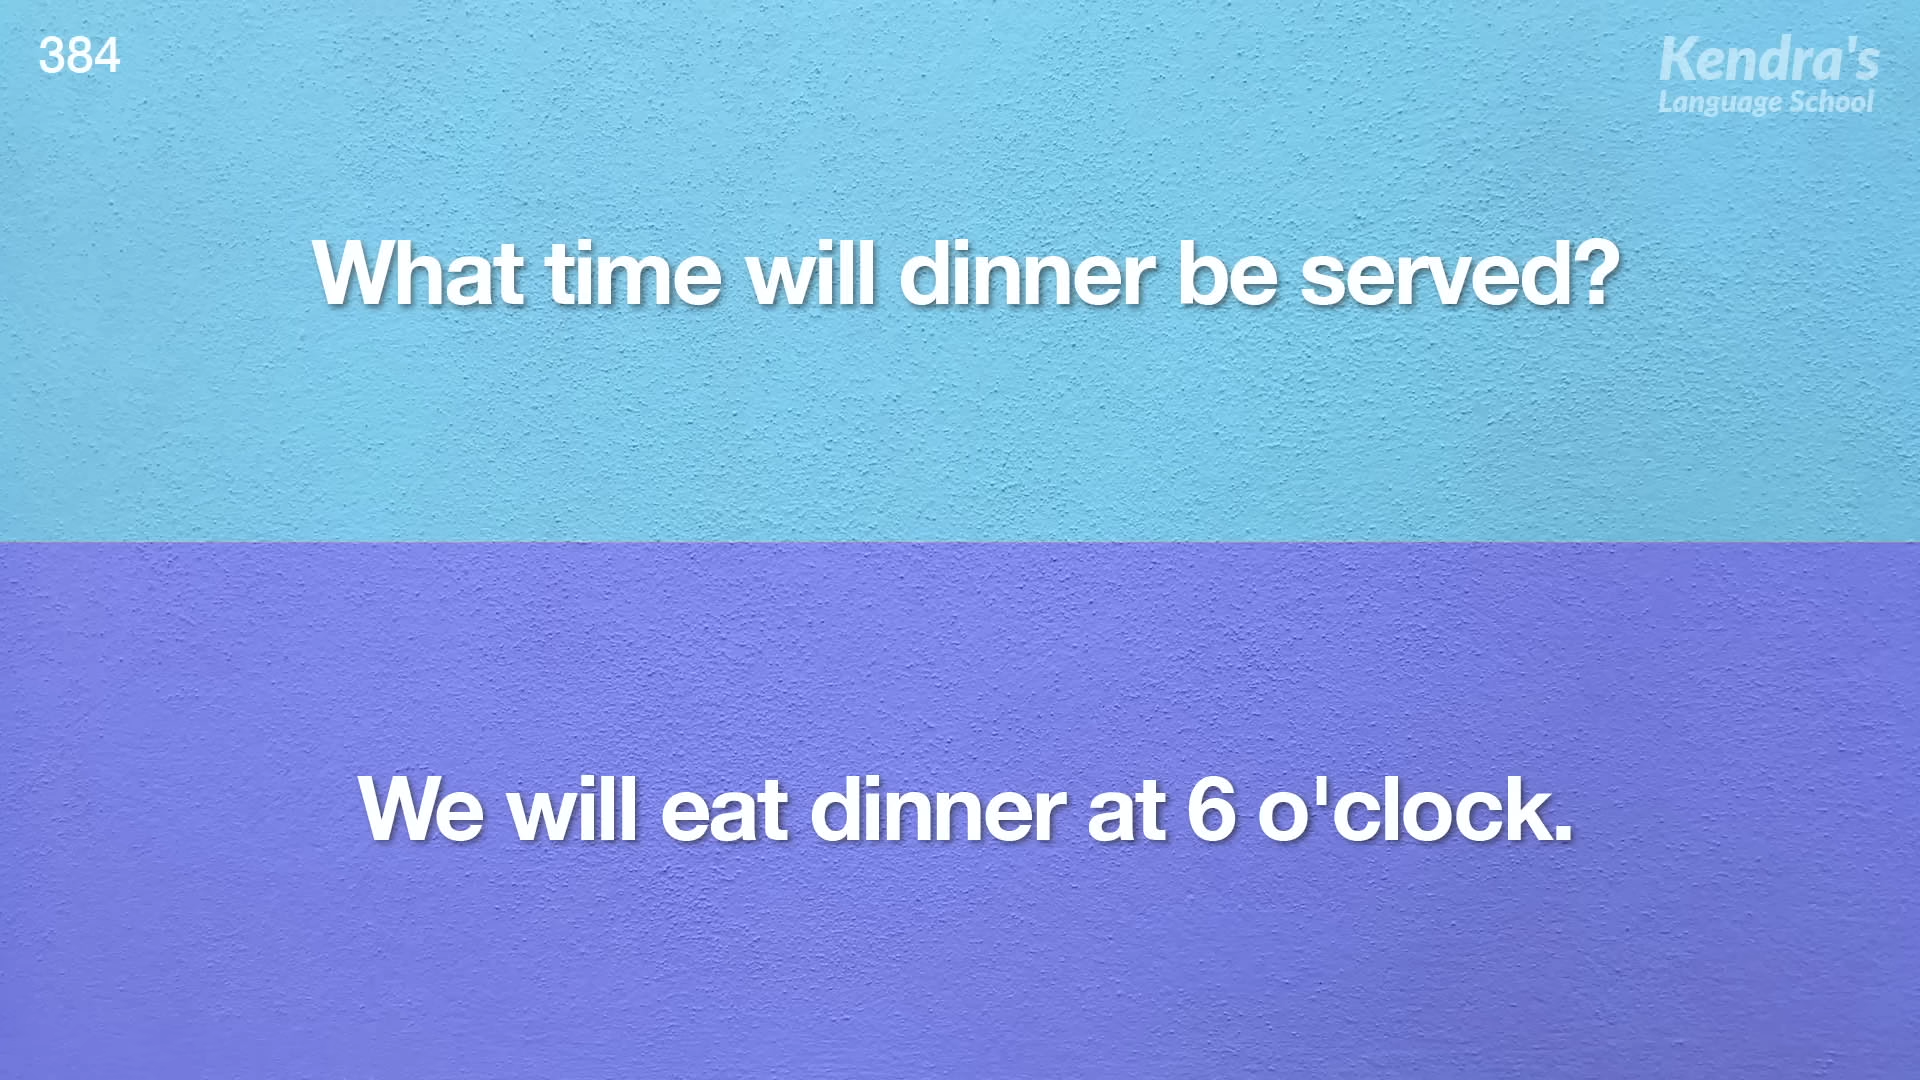 384
Kendra's
Language School
What time will dinner be served?
We will eat dinner at 6 o'clock.